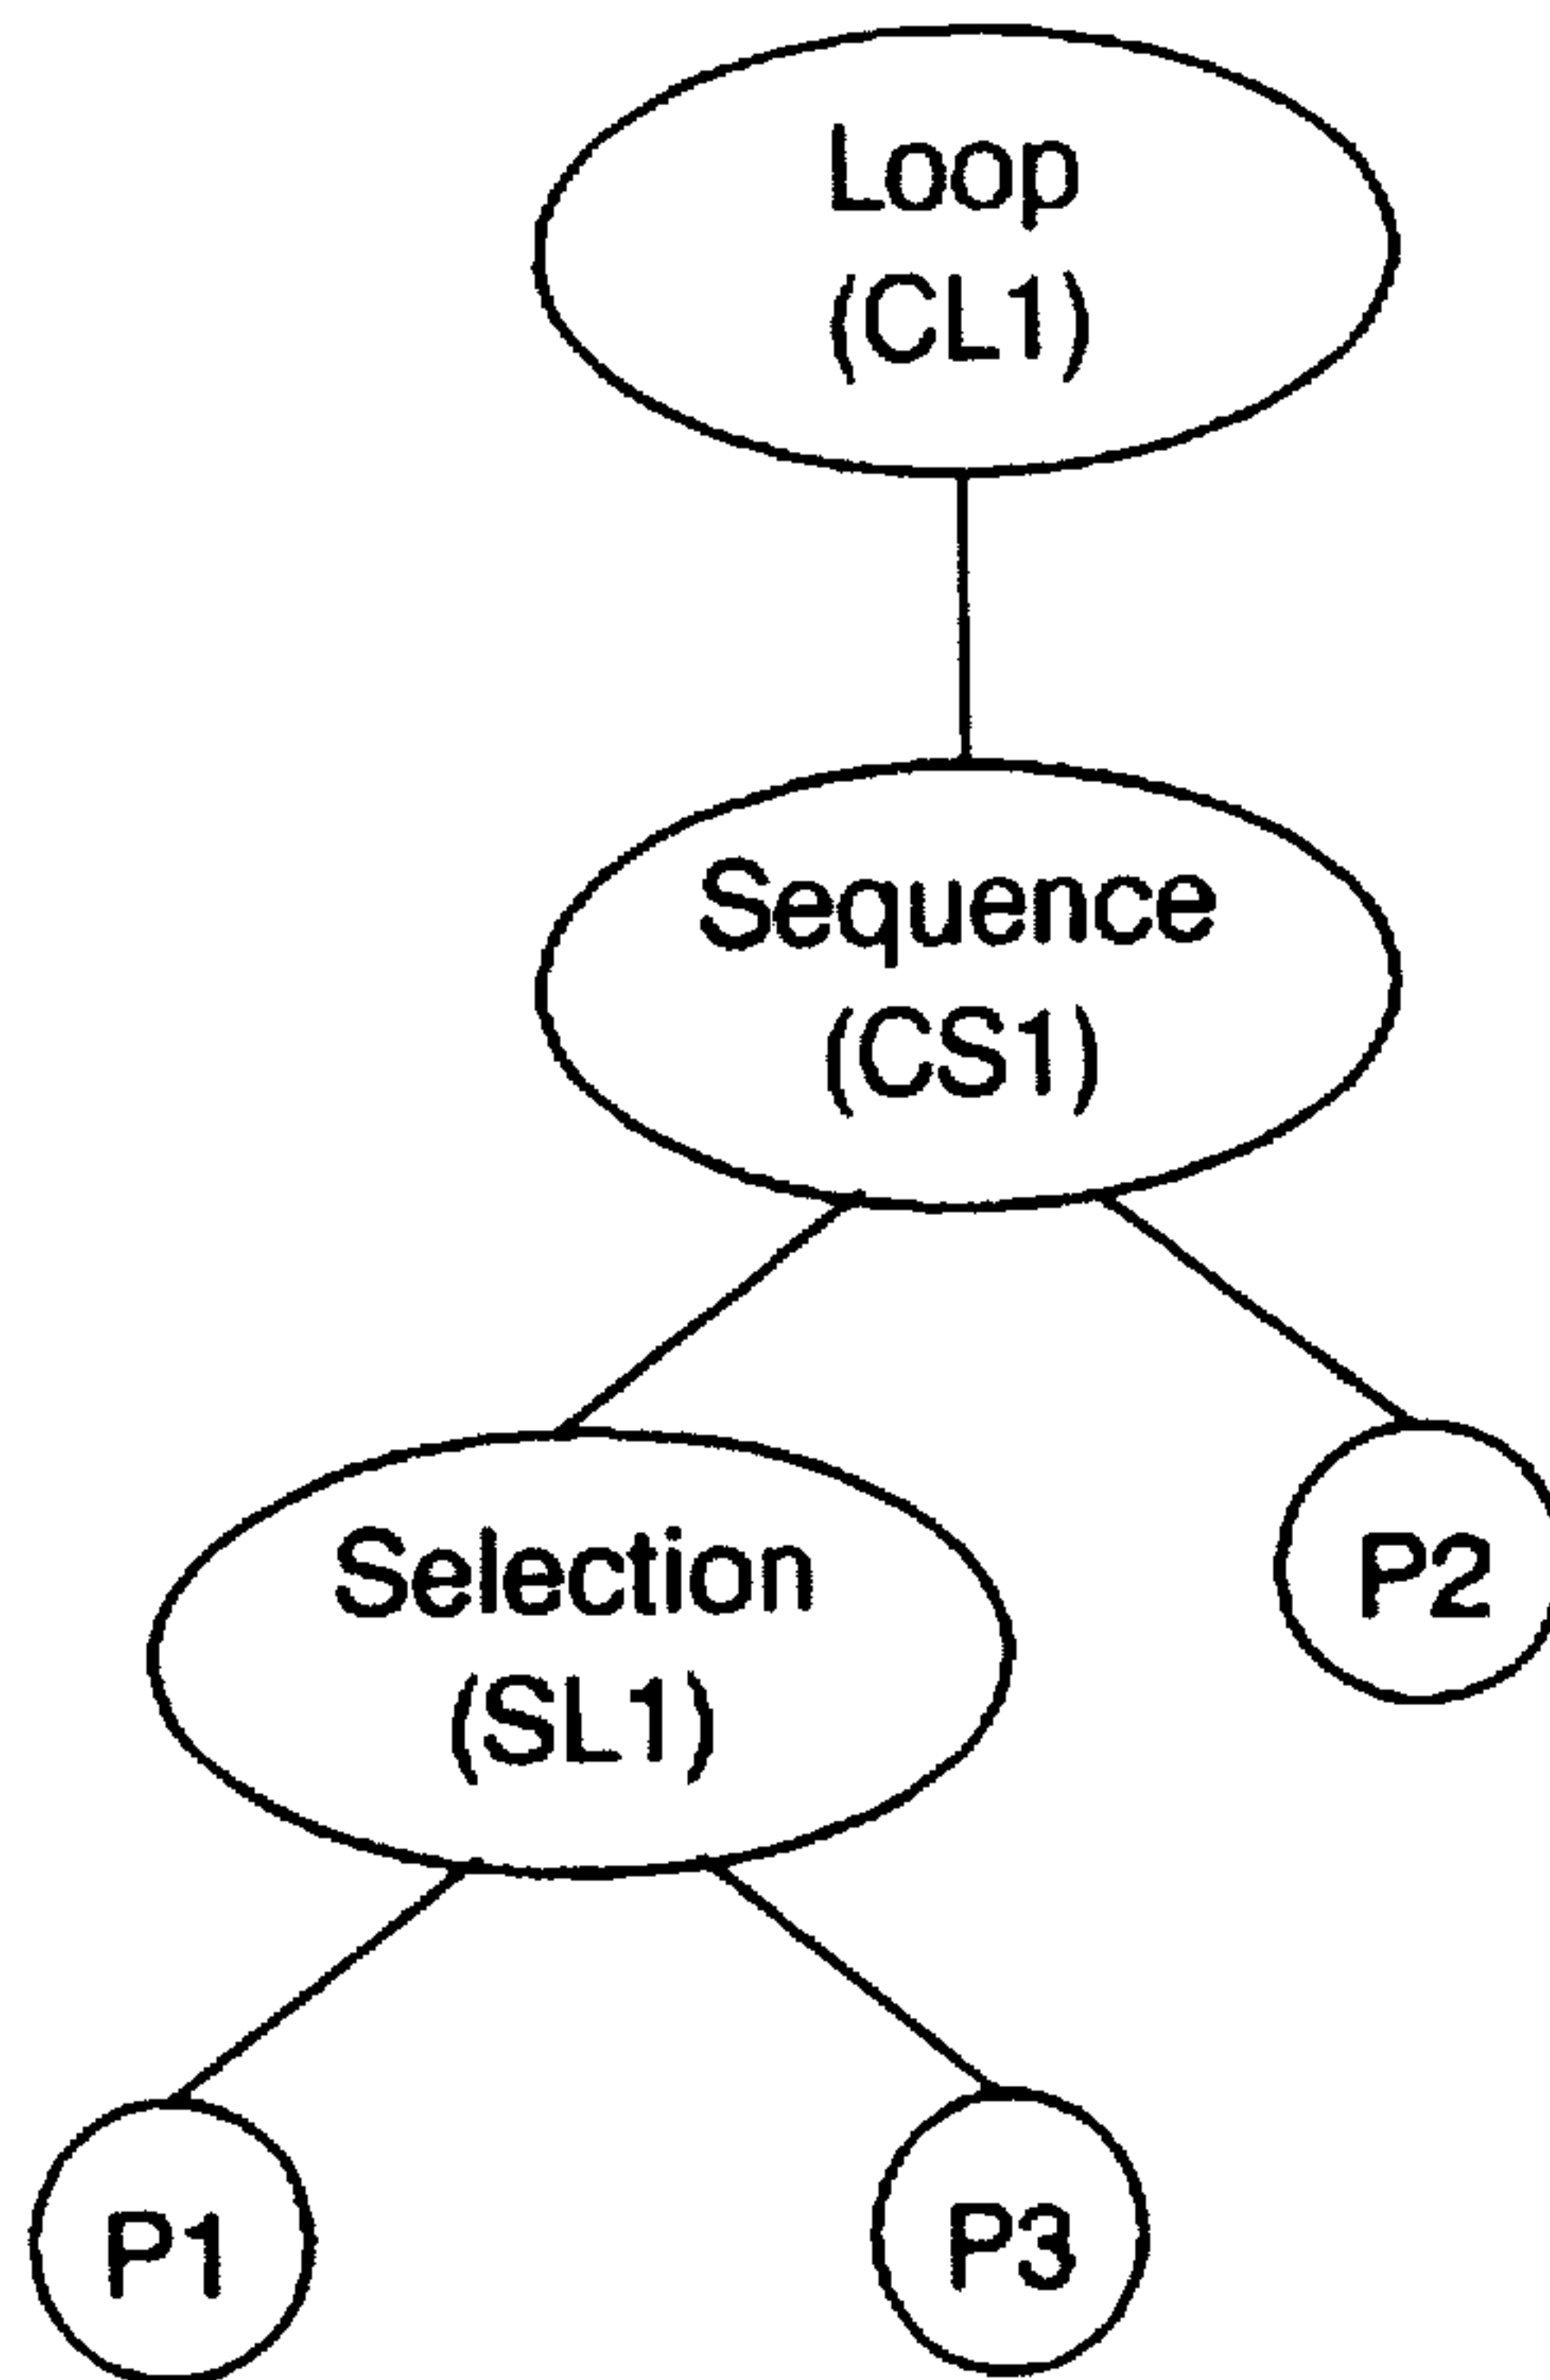 Loop
(CL1)
Sequence
(CS1)
Selection
(SL1)
P2
P1
P3